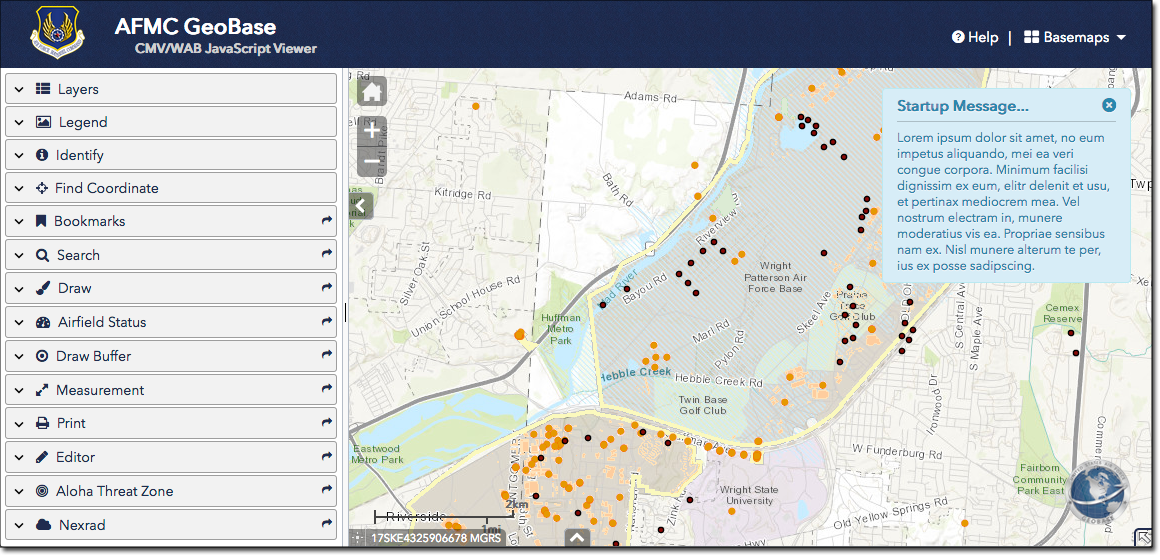 AFMC GeoBase
CMV/WAB JavaScript Viewer
Help | Basemaps
Layers
Legend
Identify
Find Coordinate
Bookmarks
Search
Draw
Airfield Status
Draw Buffer
Measurement
Print
Editor
Aloha Threat Zone
Nexrad
Adams Rd
Kitridge Rd
Bath Rd
Riverview
Silver Oak St
Union School House Rd
Mad River
Bayou Rd
Huffman
Metro
Park
Wright
Patterson Air
Force Base
Skeel Ave
Prairie
Golf Club
Marl Rd
Pylon Rd
Hebble Creek
Hebble Creek Rd
Twin Base
Golf Club
Eastwood
Metro Park
Riverside
Wright State
University
Zink
W Funderburg Rd
Old Yellow Springs Rd
Ironwood Dr
S Central Ave
S Maple Ave
Cemex
Reserve
Fairborn
Community
Park East
Startup Message...
Lorem ipsum dolor sit amet, no eum
impetus aliquando, mei ea veri
congue corpora. Minimum facilisi
dignissim ex eum, elitr delenit et usu,
et pertinax mediocrem mea. Vel
nostrum electram in, munere
moderatius vis ea. Propriae sensibus
nam ex. Nisl munere alterum te per,
ius ex posse sadipscing.
2km
1mi
17SKE4325906678 MGRS